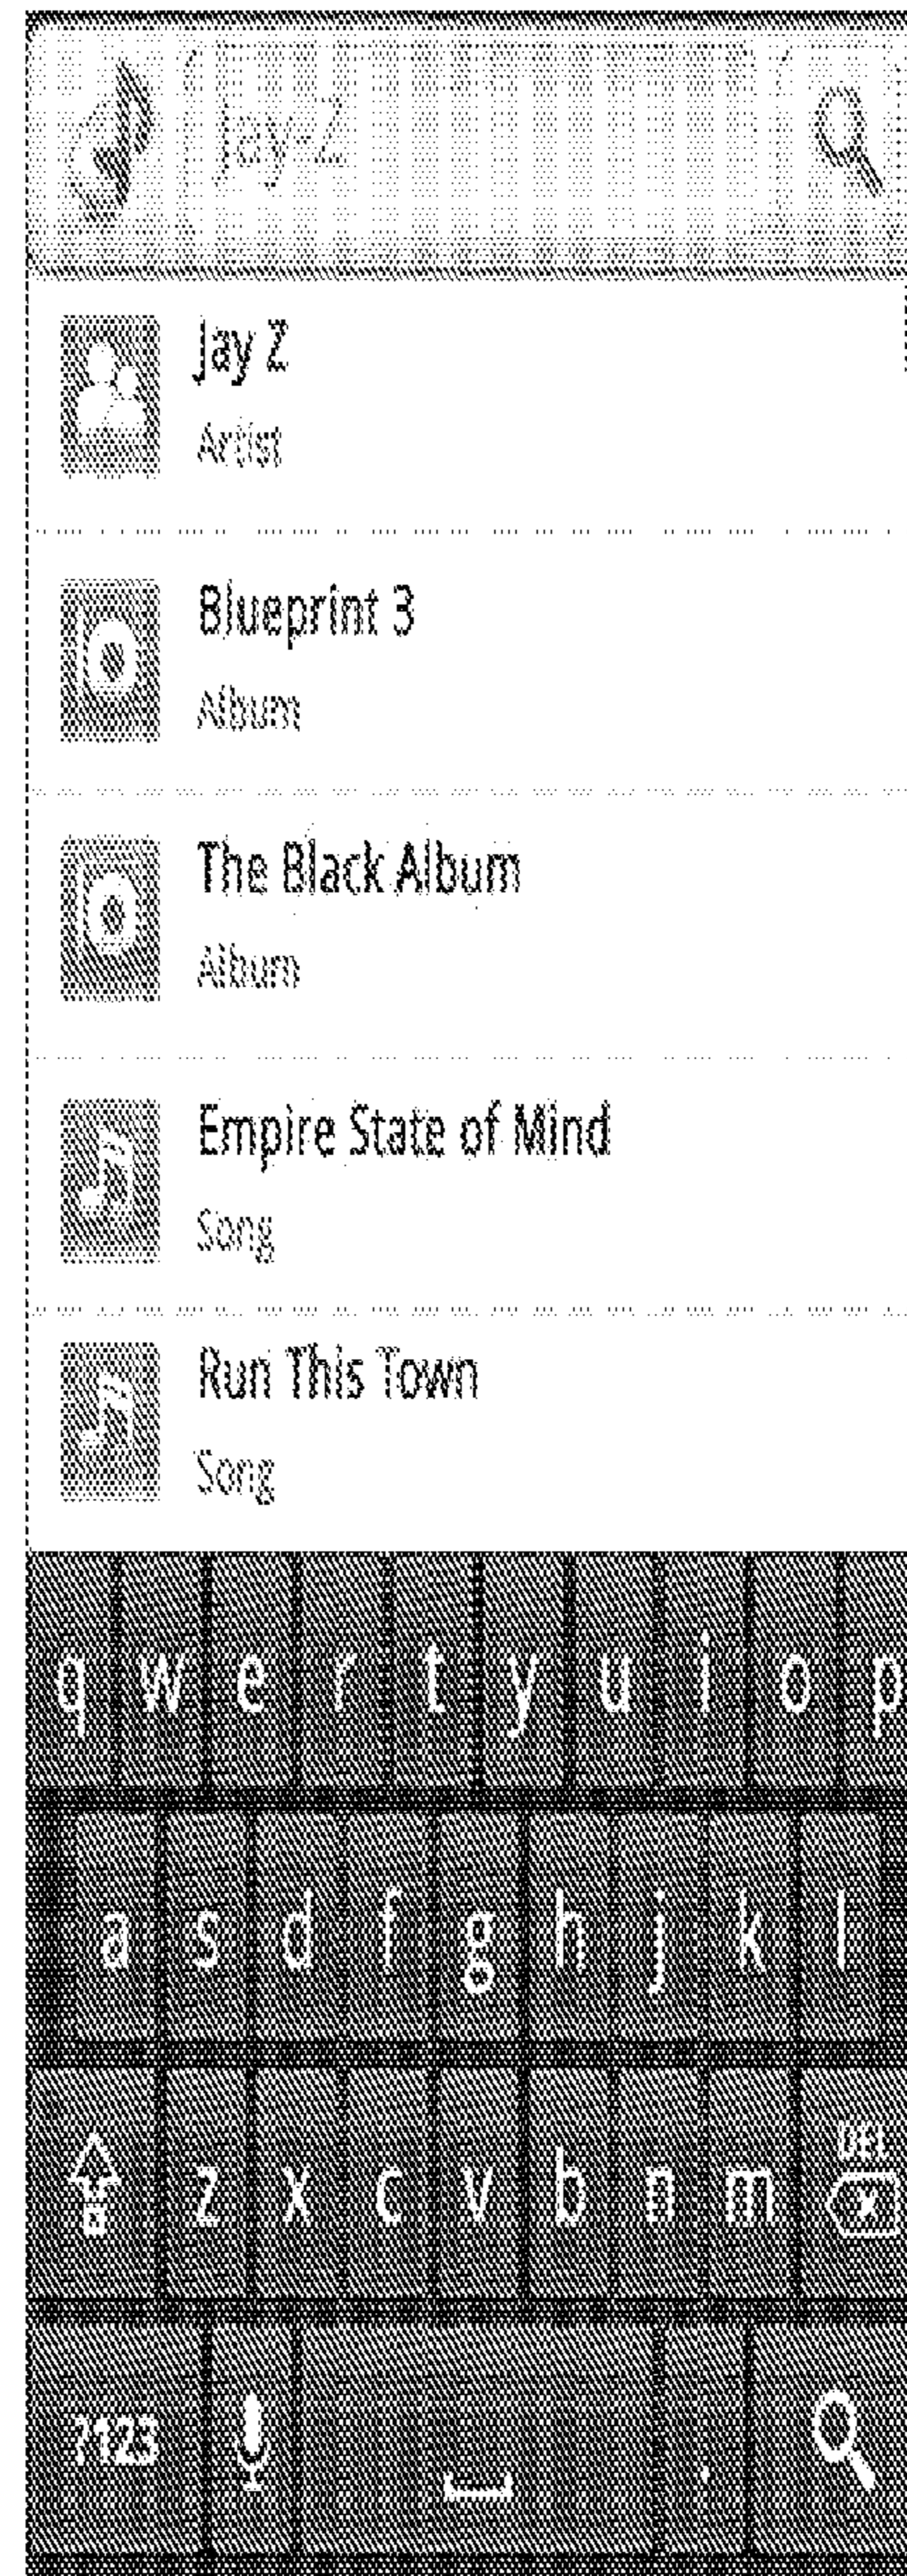 Jay-Z
Jay Z
Artist
Blueprint 3
Album
The Black Album
Album
Empire State of Mind
Song
Run This Town
Song
q w e r t y u i o p
a s d f g h j k l
DEL
z x c v b n m x
?123 .